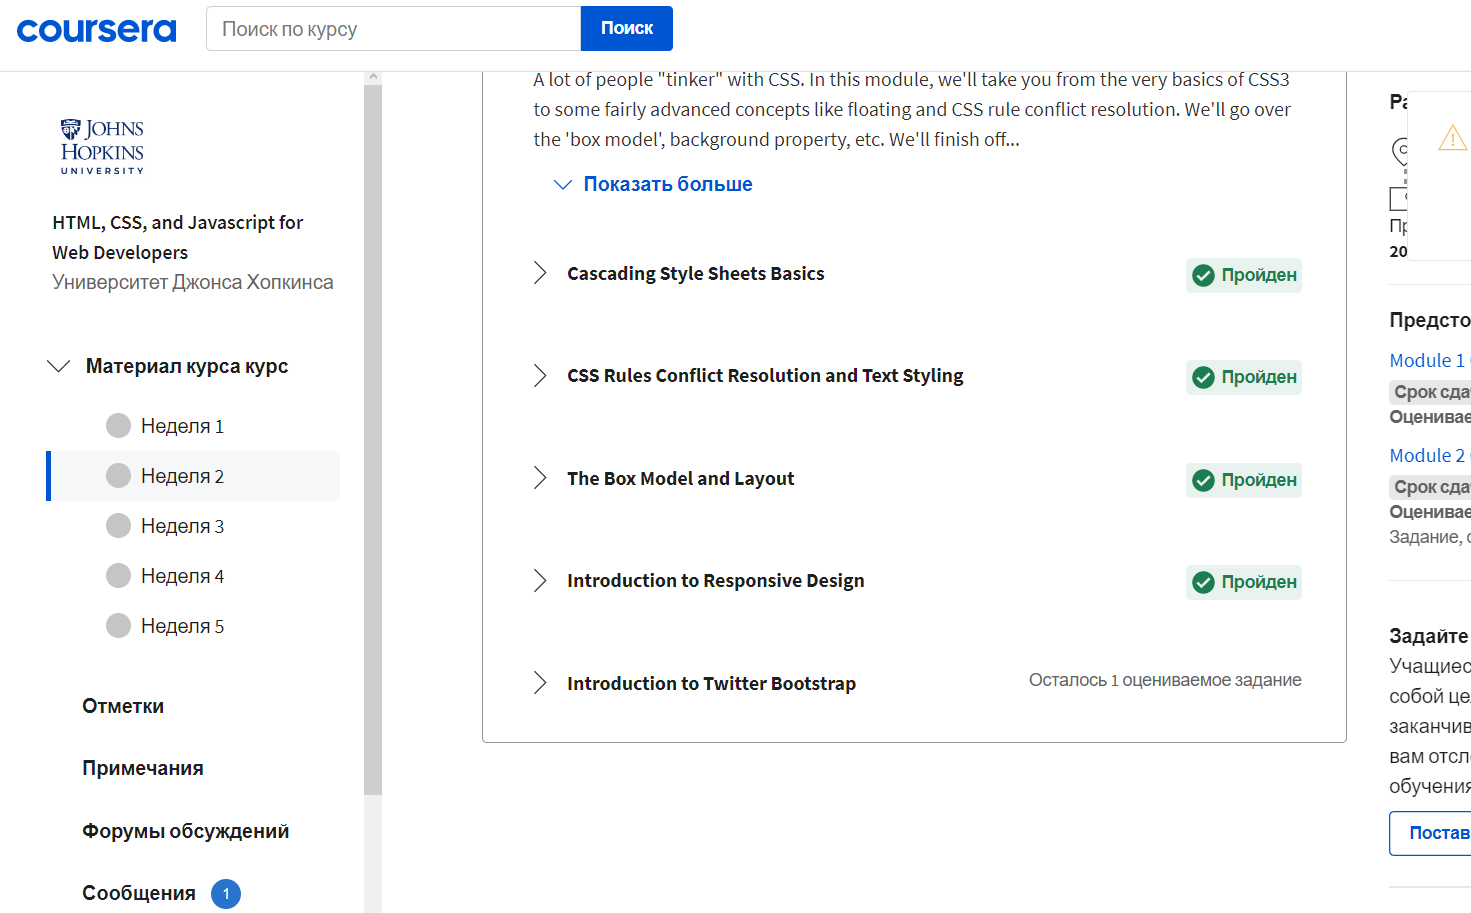 coursera
Поиск по курсу
Поиск
JOHNS
HOPKINS
UNIVERSITY
HTML, CSS, and Javascript for
Web Developers
Университет Джонса Хопкинса
Материал курса курс
Неделя 1
Неделя 2
Неделя 3
Неделя 4
Неделя 5
Отметки
Примечания
Форумы обсуждений
Сообщения 1
A lot of people "tinker" with CSS. In this module, we'll take you from the very basics of CSS3
to some fairly advanced concepts like floating and CSS rule conflict resolution. We'll go over
the 'box model', background property, etc. We'll finish off...
Показать больше
Cascading Style Sheets Basics
Пройден
CSS Rules Conflict Resolution and Text Styling
Пройден
The Box Model and Layout
Пройден
Introduction to Responsive Design
Пройден
Introduction to Twitter Bootstrap
Осталось 1 оцениваемое задание
Ра
Пр
20
Предсто
Module 1
Срок сда
Оценивае
Module 2
Срок сда
Оценивае
Задание,
Задайте
Учащиес
собой це
заканчив
вам отсл
обучения
Постав